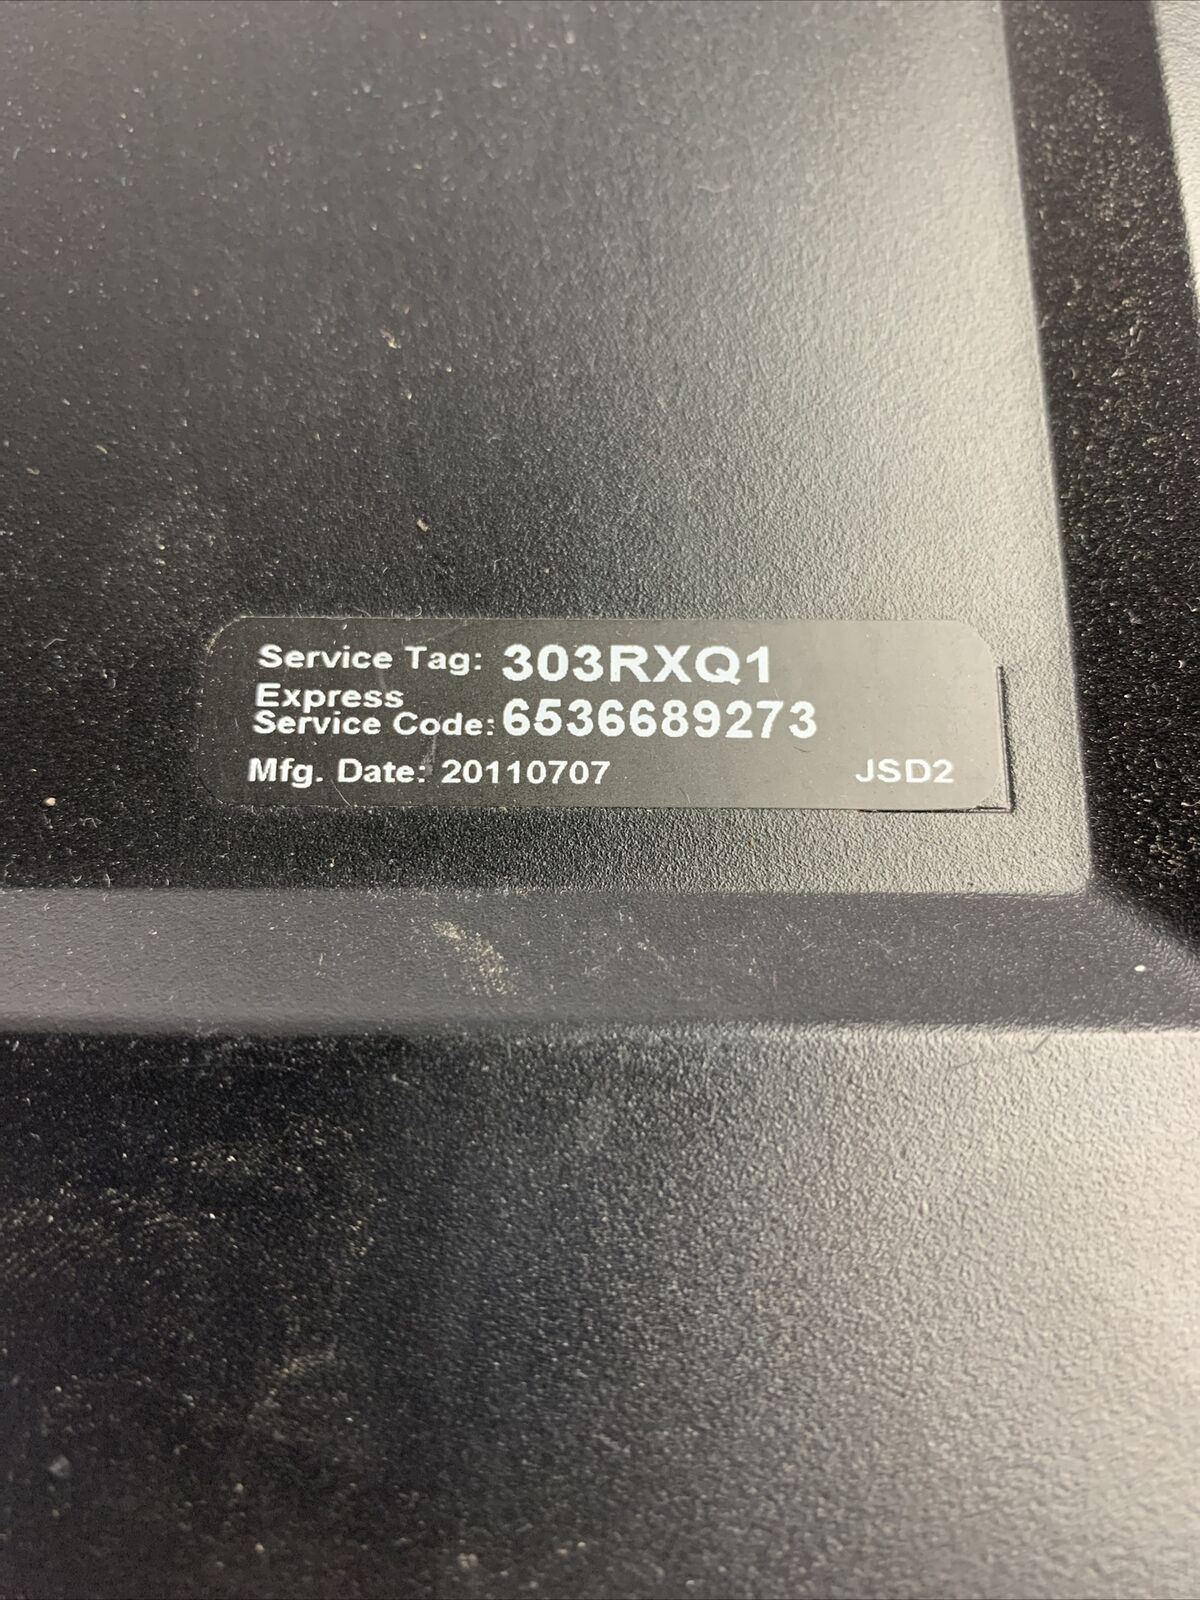 Service Tag: 303RXQ1
Express
Service Code: 6536689273
Mfg. Date: 20110707 JSD2